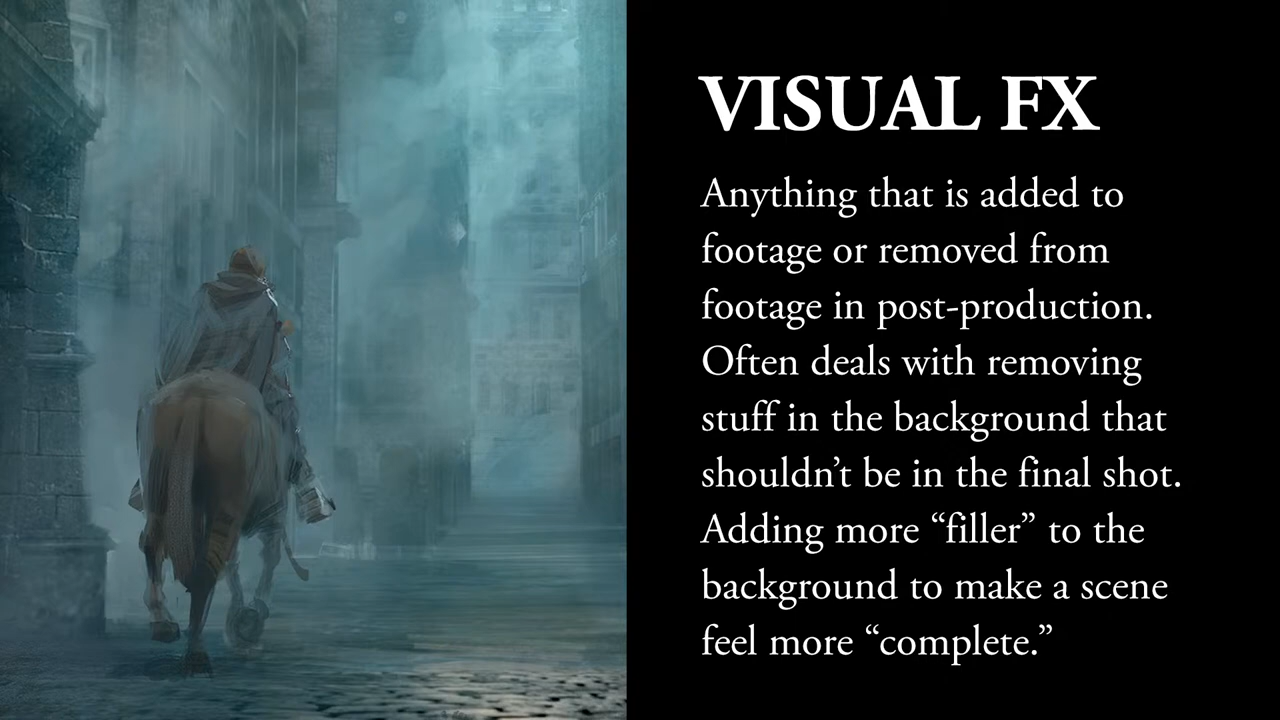 VISUAL FX
Anything that is added to
footage or removed from
footage in post-production.
Often deals with removing
stuff in the background that
shouldn’t be in the final shot.
Adding more “filler” to the
background to make a scene
feel more “complete.”